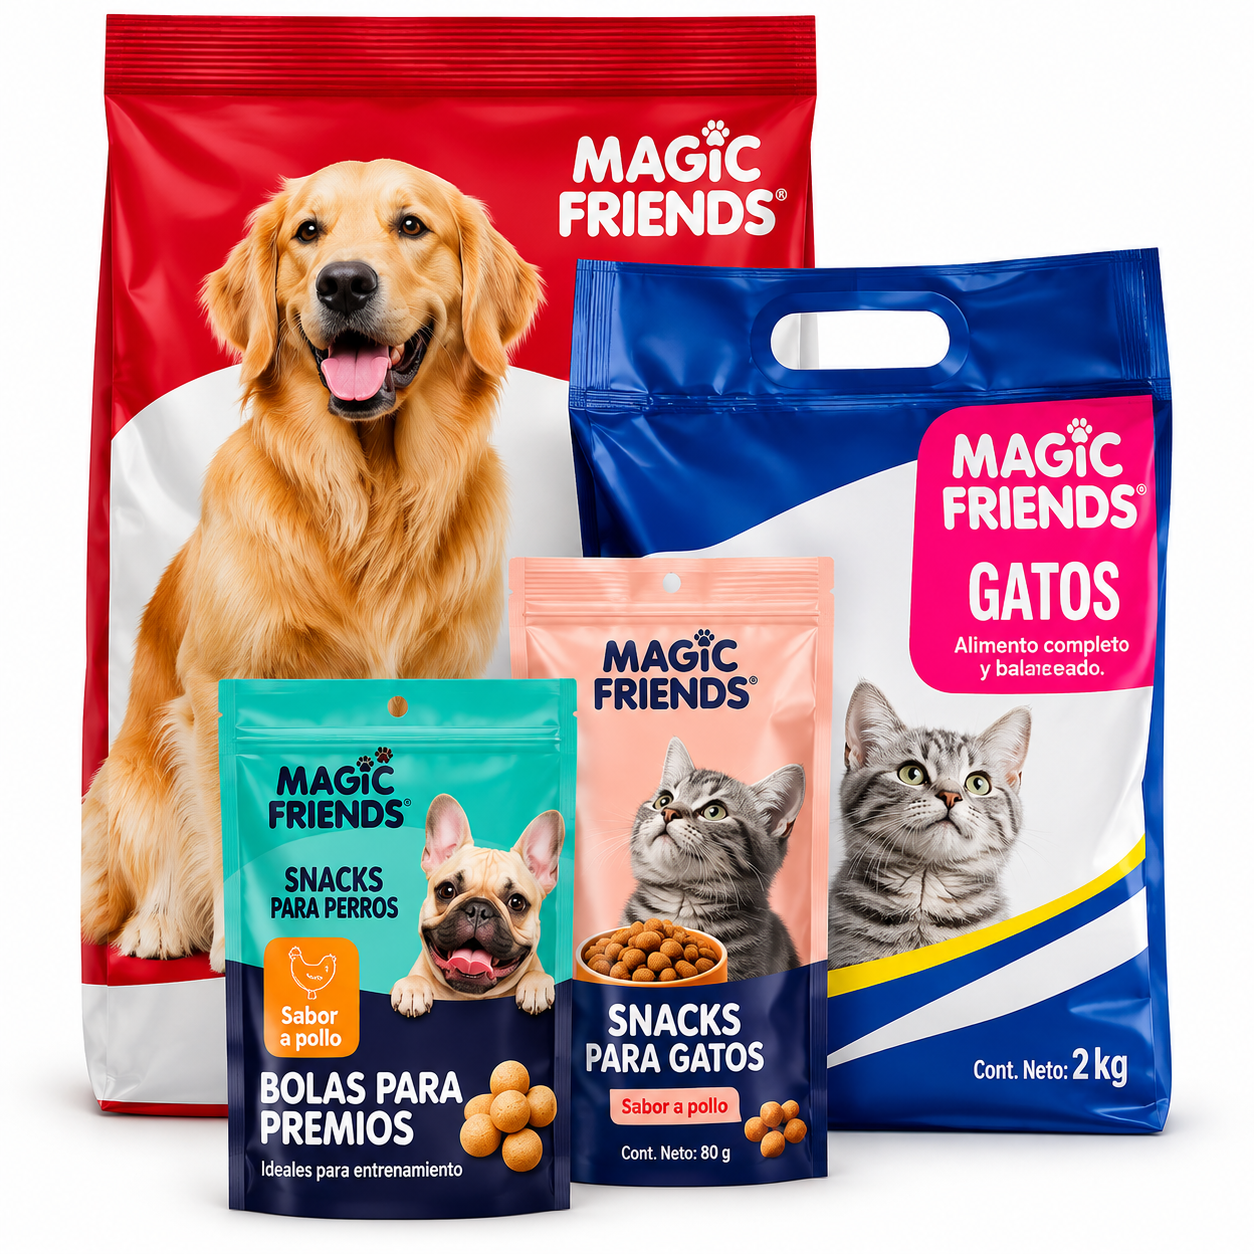 MAGIC
FRIENDS®
MAGIC
FRIENDS®
GATOS
Alimento completo
y
Cont. Neto: 2 kg
MAGIC
FRIENDS®
SNACKS
PARA GATOS
Sabor a pollo
Cont. Neto: 80 g
MAGIC
FRIENDS®
SNACKS
PARA PERROS
Sabor
a pollo
BOLAS PARA
PREMIOS
Ideales para entrenamiento